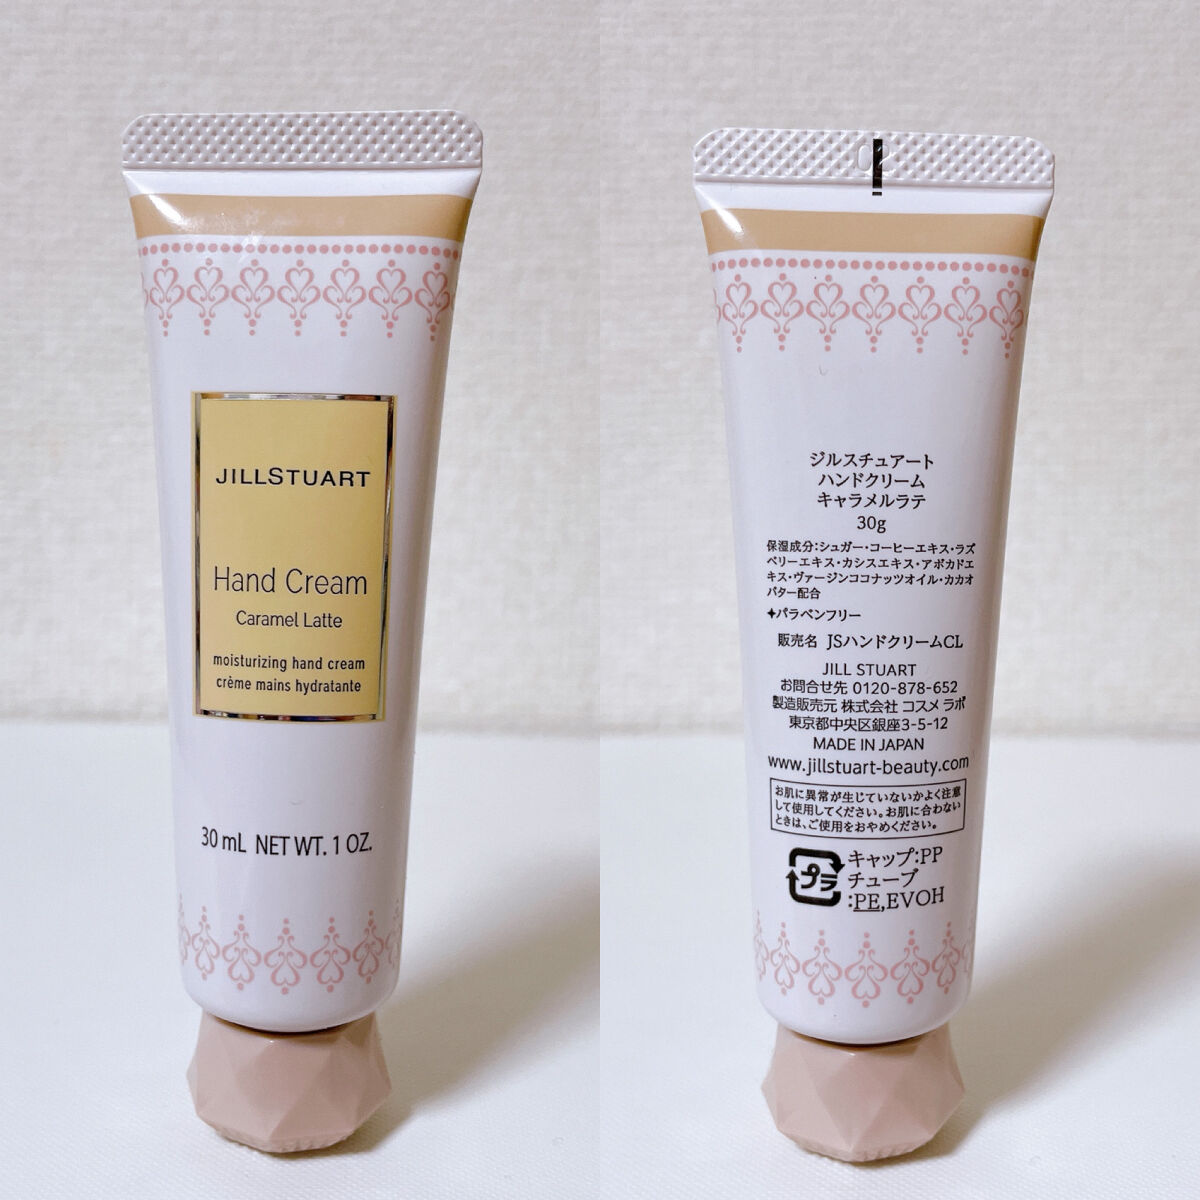 JILLSTUART
Hand Cream
Caramel Latte
moisturizing hand cream
crème mains hydratante
30 mL NET WT. 1 OZ.
ジルスチュアート
ハンドクリーム
キャラメルラテ
30g
保湿成分:シュガー・コーヒーエキス・ラズ
ベリーエキス・カシスエキス・アボカドエ
キス・ヴァージンココナッツオイル・カカオ
バター配合
✦パラベンフリー
販売名 JSハンドクリームCL
JILL STUART
お問合せ先 0120-878-652
製造販売元 株式会社 コスメ ラボ
東京都中央区銀座3-5-12
MADE IN JAPAN
www.jillstuart-beauty.com
お肌に異常が生じていないかよく注意
して使用してください。お肌に合わない
ときは、ご使用をおやめください。
プラ
キャップ:PP
チューブ
:PE,EVOH